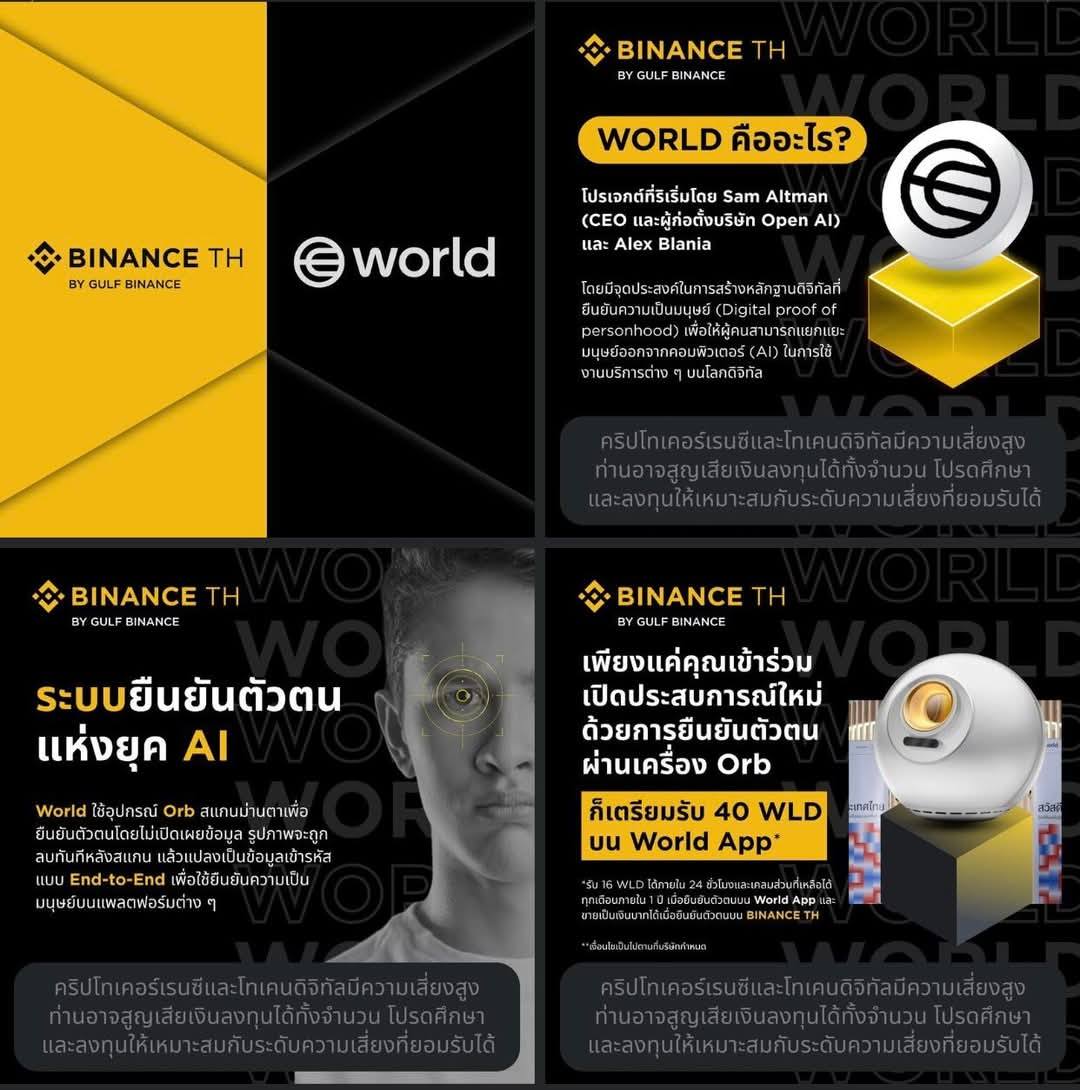 BINANCE TH
BY GULF BINANCE
world
BINANCE TH
BY GULF BINANCE
WORLD คืออะไร?
โปรเจกต์ที่ริเริ่มโดย Sam Altman
(CEO และผู้ก่อตั้งบริษัท Open AI)
และ Alex Blania
โดยมีจุดประสงค์ในการสร้างหลักฐานดิจิทัลที่
ยืนยันความเป็นมนุษย์ (Digital proof of
personhood) เพื่อให้ผู้คนสามารถแยกแยะ
มนุษย์ออกจากคอมพิวเตอร์ (AI) ในการใช้
งานบริการต่าง ๆ บนโลกดิจิทัล
คริปโทเคอร์เรนซีและโทเคนดิจิทัลมีความเสี่ยงสูง
ท่านอาจสูญเสียเงินลงทุนได้ทั้งจำนวน โปรดศึกษา
และลงทุนให้เหมาะสมกับระดับความเสี่ยงที่ยอมรับได้
BINANCE TH
BY GULF BINANCE
ระบบยืนยันตัวตน
แห่งยุค AI
World ใช้อุปกรณ์ Orb สแกนม่านตาเพื่อ
ยืนยันตัวตนโดยไม่เปิดเผยข้อมูล รูปภาพจะถูก
ลบทันทีหลังสแกน แล้วแปลงเป็นข้อมูลเข้ารหัส
แบบ End-to-End เพื่อใช้ยืนยันความเป็น
มนุษย์บนแพลตฟอร์มต่าง ๆ
คริปโทเคอร์เรนซีและโทเคนดิจิทัลมีความเสี่ยงสูง
ท่านอาจสูญเสียเงินลงทุนได้ทั้งจำนวน โปรดศึกษา
และลงทุนให้เหมาะสมกับระดับความเสี่ยงที่ยอมรับได้
BINANCE TH
BY GULF BINANCE
เพียงแค่คุณเข้าร่วม
เปิดประสบการณ์ใหม่
ด้วยการยืนยันตัวตน
ผ่านเครื่อง Orb
ก็เตรียมรับ 40 WLD
บน World App*
*รับ 16 WLD ได้ภายใน 24 ชั่วโมงและเคลมส่วนที่เหลือได้
ทุกเดือนภายใน 1 ปี เมื่อยืนยันตัวตนบน World App และ
ขายเป็นเงินบาทได้เมื่อยืนยันตัวตนบน BINANCE TH
**เงื่อนไขเป็นไปตามที่บริษัทกำหนด
คริปโทเคอร์เรนซีและโทเคนดิจิทัลมีความเสี่ยงสูง
ท่านอาจสูญเสียเงินลงทุนได้ทั้งจำนวน โปรดศึกษา
และลงทุนให้เหมาะสมกับระดับความเสี่ยงที่ยอมรับได้